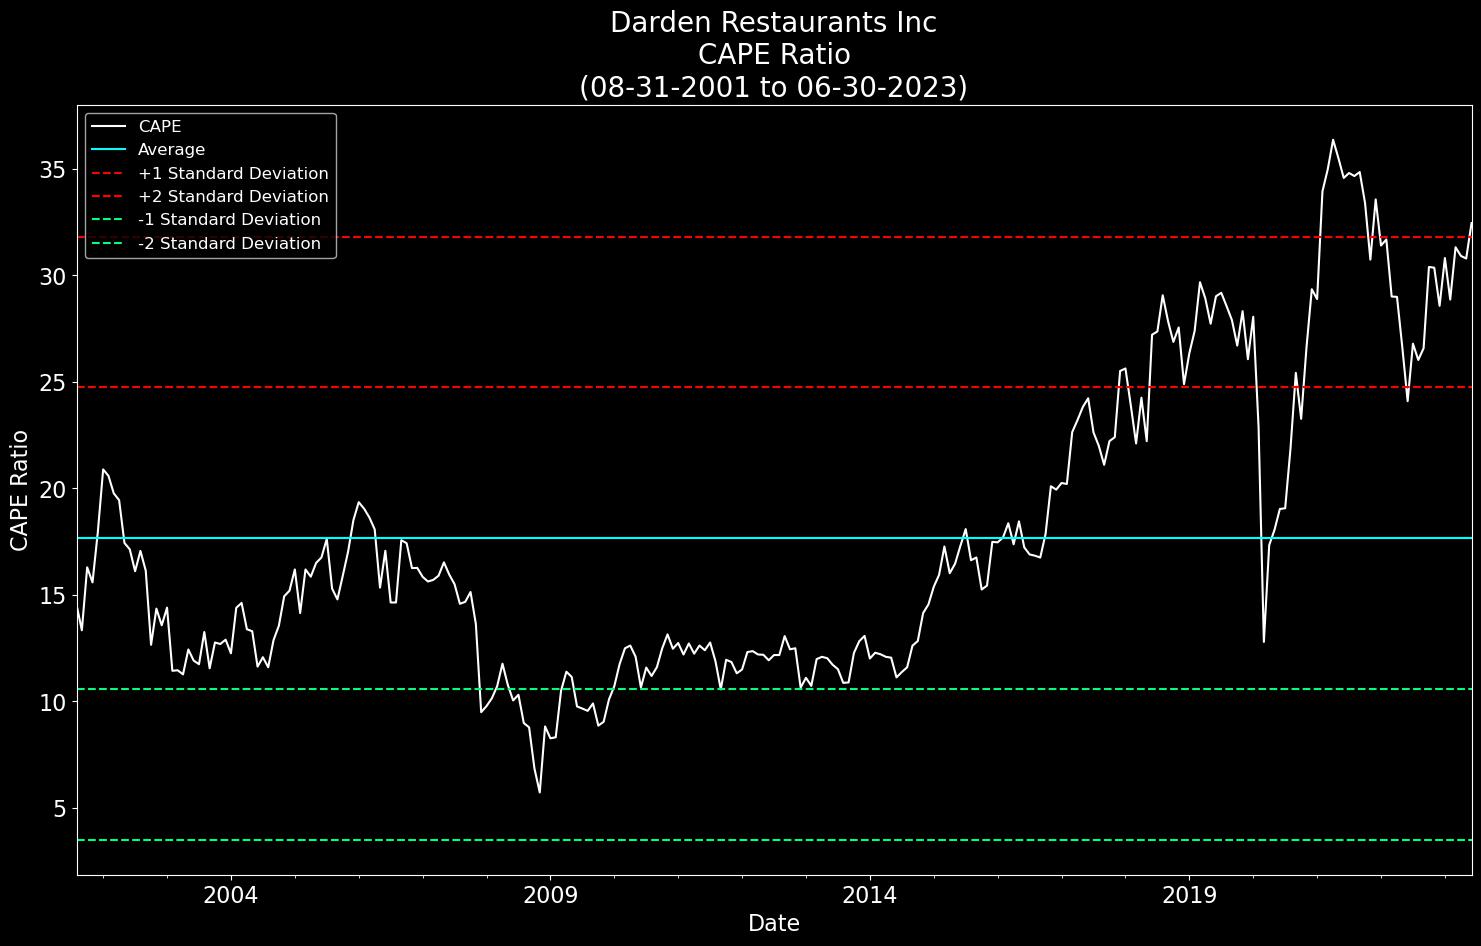 Darden Restaurants Inc
CAPE Ratio
(08-31-2001 to 06-30-2023)
CAPE
Average
+1 Standard Deviation
+2 Standard Deviation
-1 Standard Deviation
-2 Standard Deviation
35
30
25
20
15
10
5
CAPE Ratio
2004 2009 2014 2019
Date